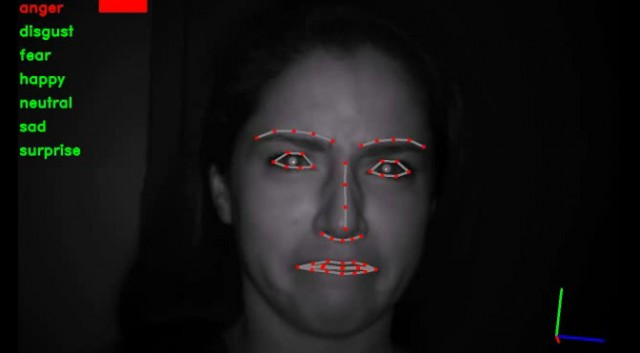 anger
disgust
fear
happy
neutral
sad
surprise